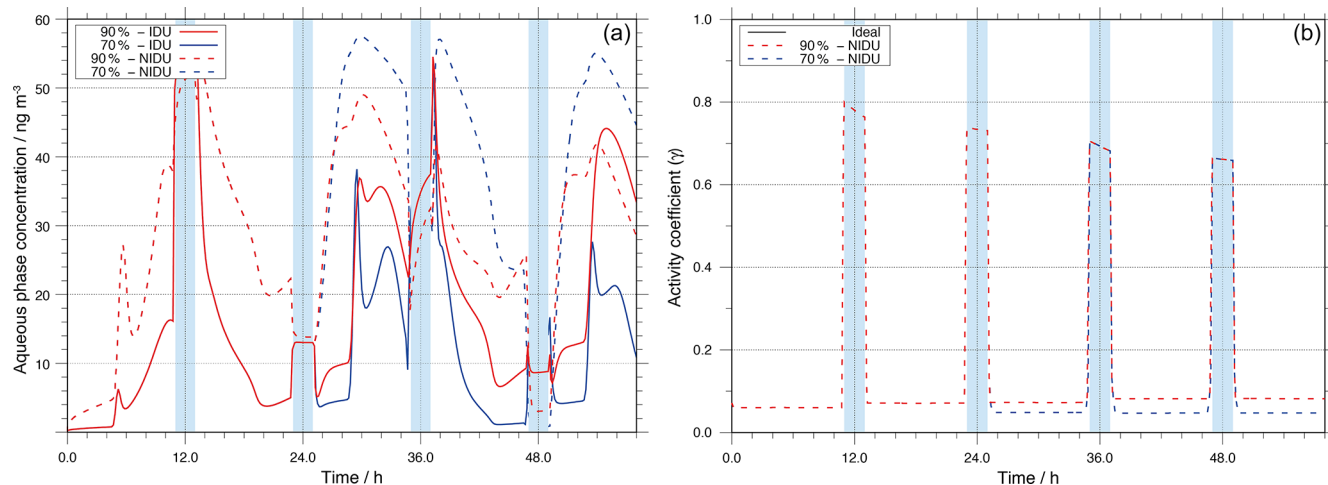 (a)
90 % – IDU
70 % – IDU
90 % – NIDU
70 % – NIDU
60
50
40
30
20
10
Aqueous phase concentration / ng m-3
0.0 12.0 24.0 36.0 48.0
Time / h
(b)
Ideal
90 % – NIDU
70 % – NIDU
1.0
0.8
0.6
0.4
0.2
0.0
Activity coefficient (γ)
0.0 12.0 24.0 36.0 48.0
Time / h